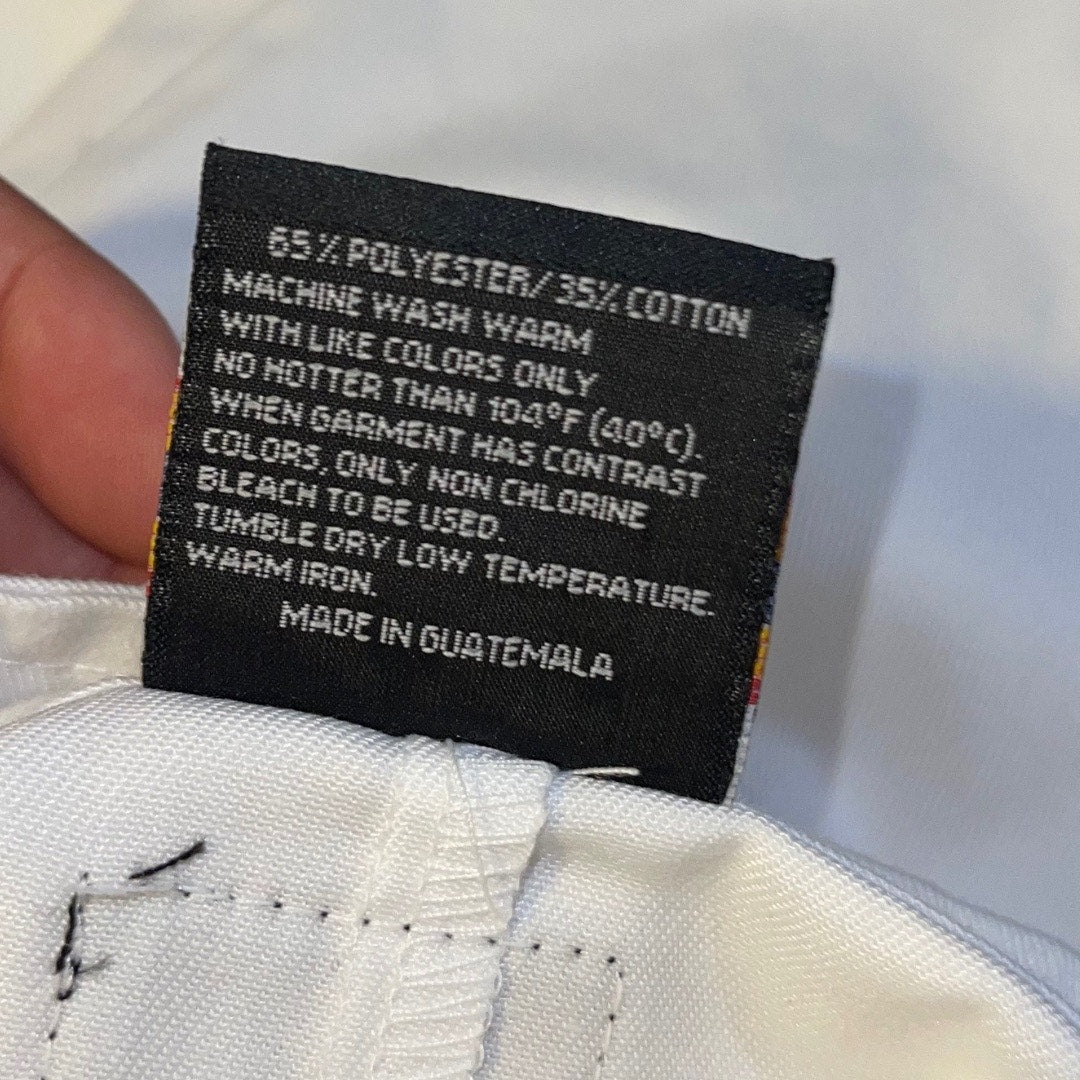 65% POLYESTER/35% COTTON
MACHINE WASH WARM
WITH LIKE COLORS ONLY
NO HOTTER THAN 104°F (40°C).
WHEN GARMENT HAS CONTRAST
COLORS, ONLY NON CHLORINE
BLEACH TO BE USED.
TUMBLE DRY LOW TEMPERATURE.
WARM IRON.
MADE IN GUATEMALA